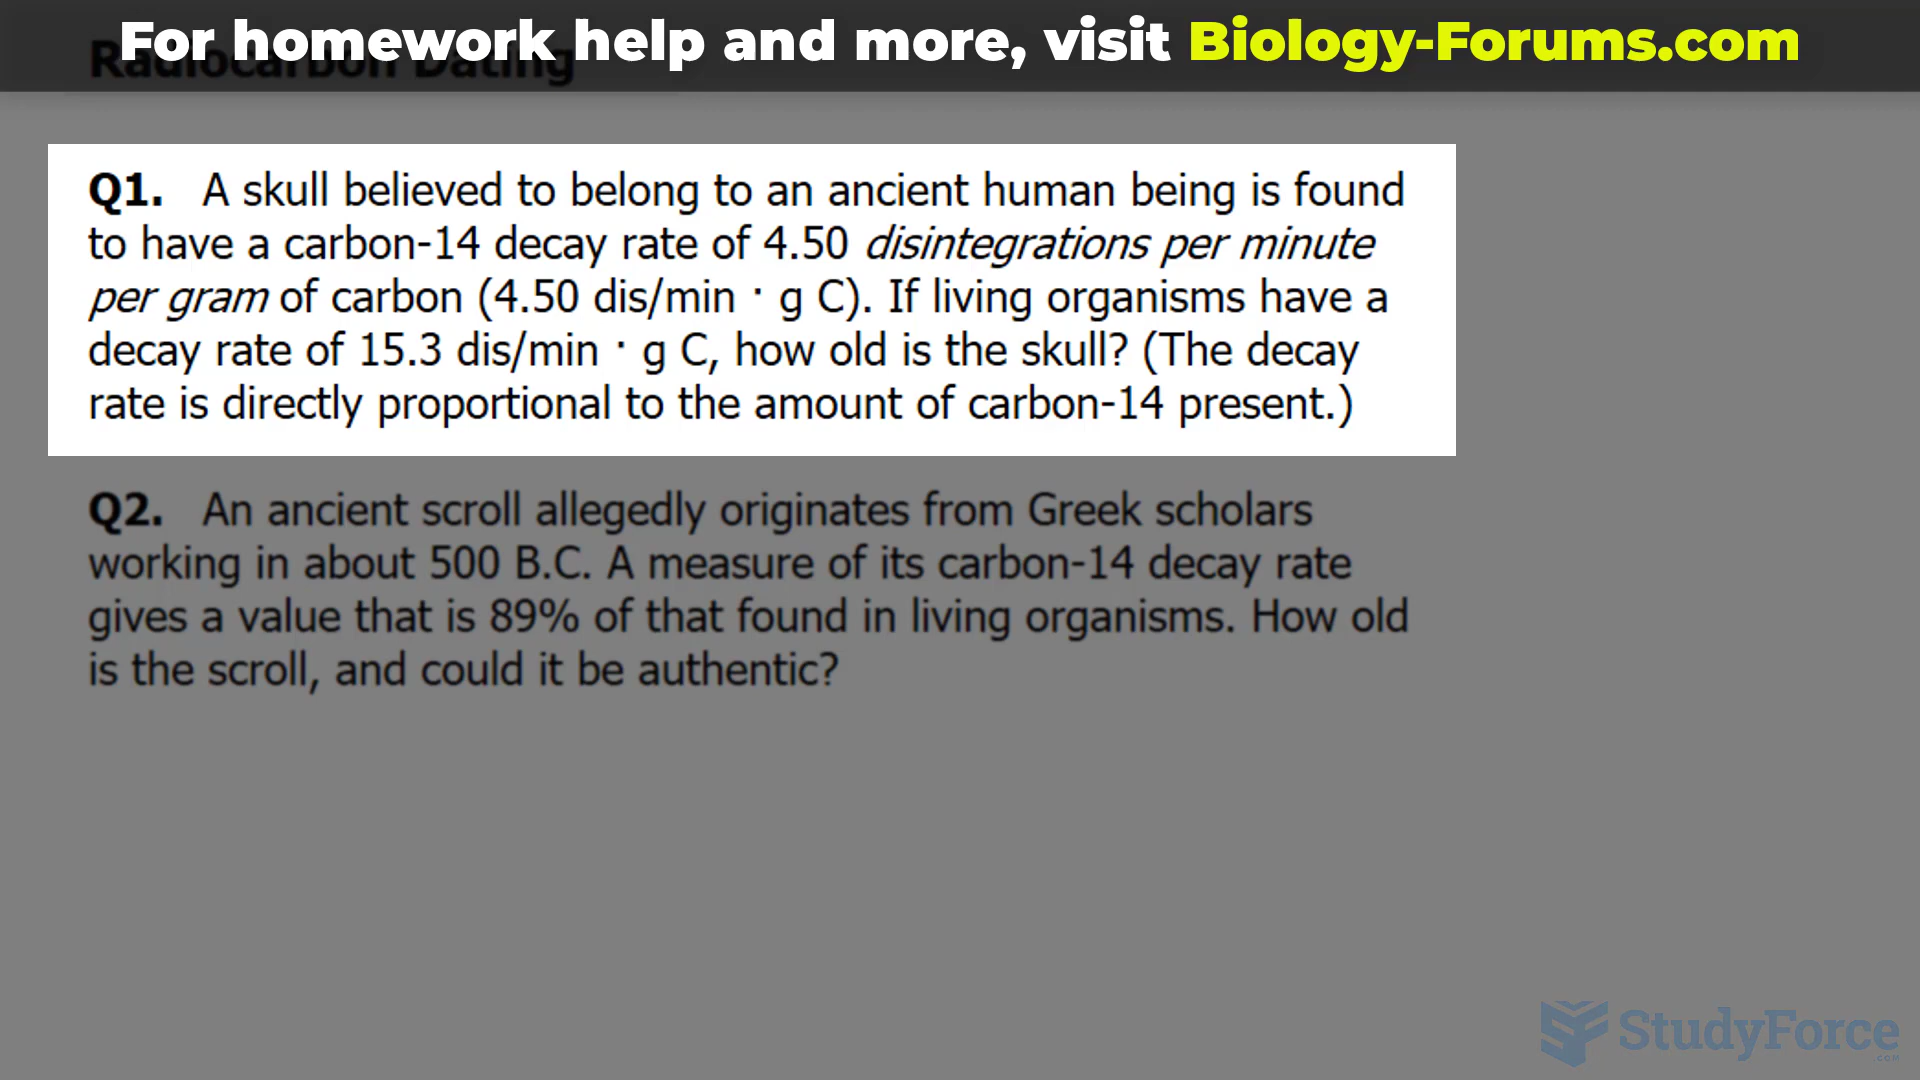 For homework help and more, visit Biology-Forums.com
Radiocarbon Dating
Q1. A skull believed to belong to an ancient human being is found
to have a carbon-14 decay rate of 4.50 disintegrations per minute
per gram of carbon (4.50 dis/min · g C). If living organisms have a
decay rate of 15.3 dis/min · g C, how old is the skull? (The decay
rate is directly proportional to the amount of carbon-14 present.)
Q2. An ancient scroll allegedly originates from Greek scholars
working in about 500 B.C. A measure of its carbon-14 decay rate
gives a value that is 89% of that found in living organisms. How old
is the scroll, and could it be authentic?
StudyForce
.COM